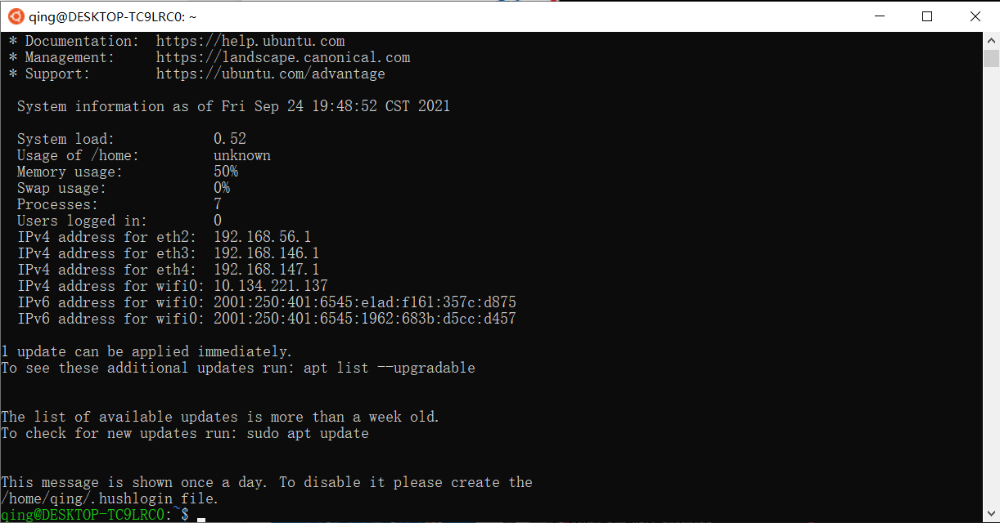 qing@DESKTOP-TC9LRC0: ~
* Documentation:  https://help.ubuntu.com
* Management:     https://landscape.canonical.com
* Support:        https://ubuntu.com/advantage
System information as of Fri Sep 24 19:48:52 CST 2021
System load:            0.52
Usage of /home:         unknown
Memory usage:           50%
Swap usage:             0%
Processes:              7
Users logged in:        0
IPv4 address for eth2:  192.168.56.1
IPv4 address for eth3:  192.168.146.1
IPv4 address for eth4:  192.168.147.1
IPv4 address for wifi0: 10.134.221.137
IPv6 address for wifi0: 2001:250:401:6545:e1ad:f161:357c:d875
IPv6 address for wifi0: 2001:250:401:6545:1962:683b:d5cc:d457
1 update can be applied immediately.
To see these additional updates run: apt list --upgradable
The list of available updates is more than a week old.
To check for new updates run: sudo apt update
This message is shown once a day. To disable it please create the
/home/qing/.hushlogin file.
qing@DESKTOP-TC9LRC0:~$